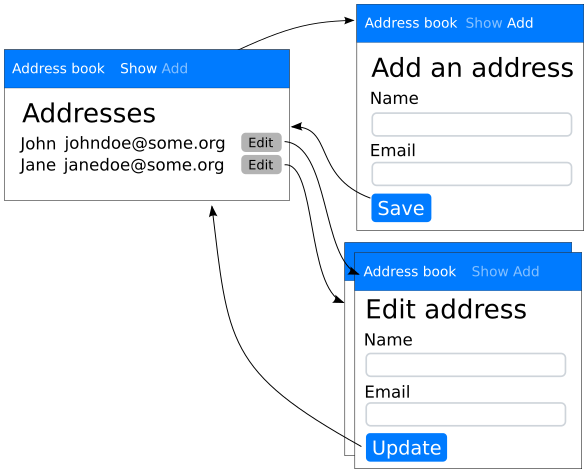 Address book Show Add
Addresses
John johndoe@some.org Edit
Jane janedoe@some.org Edit
Address book Show Add
Add an address
Name
Email
Save
Address book Show Add
Edit address
Name
Email
Update